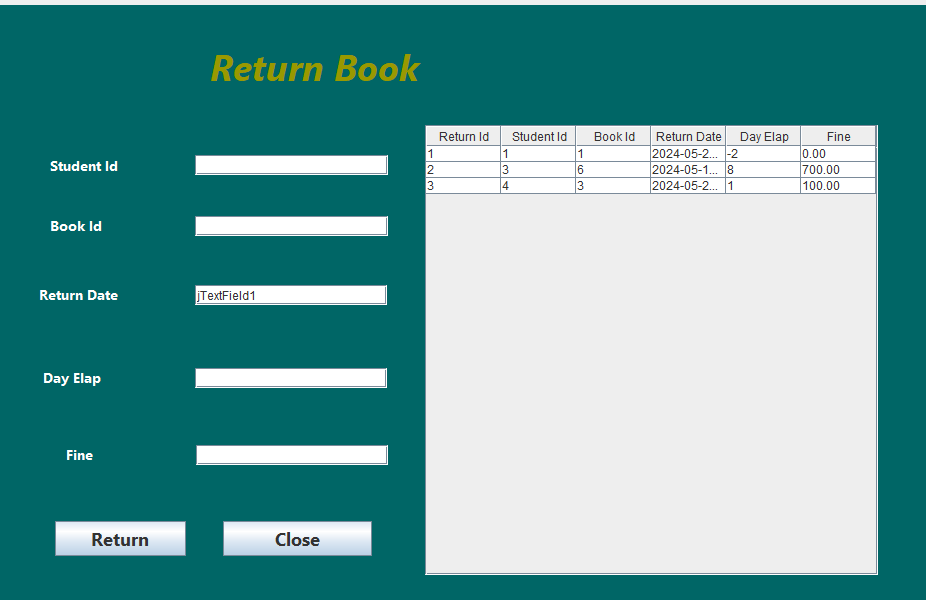 Return Book
Student Id
Book Id
Return Date jTextField1
Day Elap
Fine
Return Close
Return Id Student Id Book Id Return Date Day Elap Fine
1 1 1 2024-05-2... -2 0.00
2 3 6 2024-05-1... 8 700.00
3 4 3 2024-05-2... 1 100.00